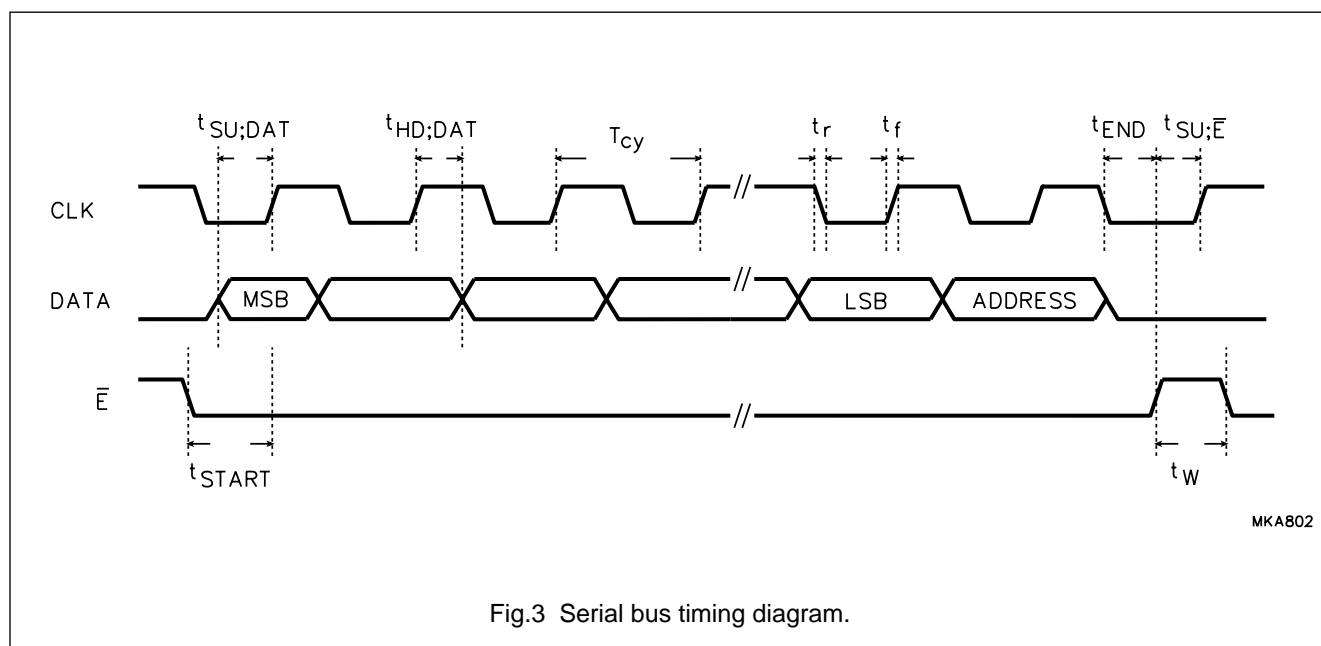 tSU;DAT tHD;DAT Tcy tr tf tEND tSU;E̅
CLK
DATA MSB LSB ADDRESS
E̅
tSTART tW
MKA802
Fig.3 Serial bus timing diagram.